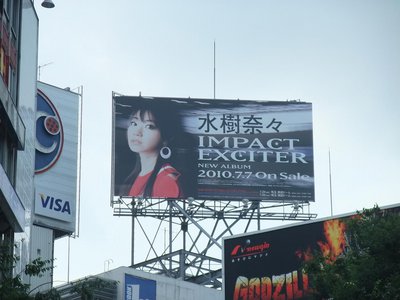 水樹奈々
IMPACT
EXCITER
NEW ALBUM
2010.7.7 On Sale
VISA
GODZILL